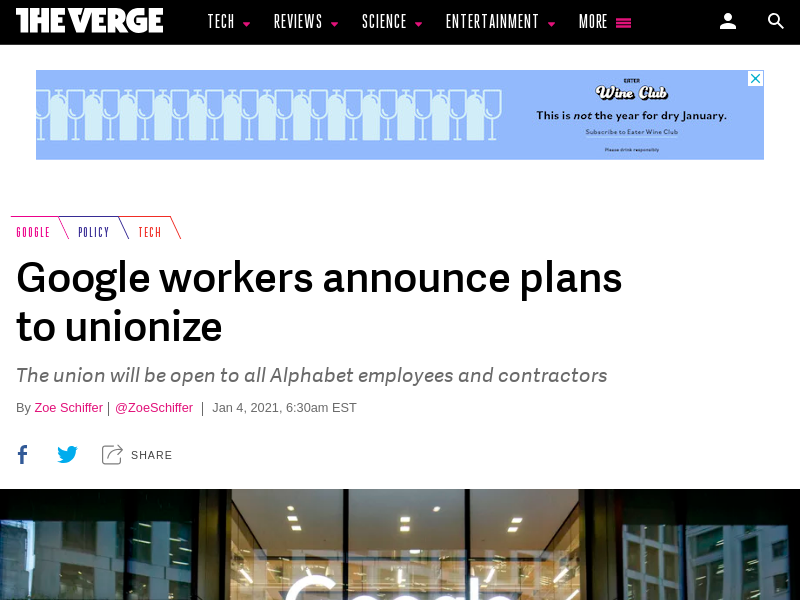 THE VERGE
TECH REVIEWS SCIENCE ENTERTAINMENT MORE
EATER
Wine Club
This is not the year for dry January.
Subscribe to Eater Wine Club
Please drink responsibly
GOOGLE POLICY TECH
Google workers announce plans
to unionize
The union will be open to all Alphabet employees and contractors
By Zoe Schiffer | @ZoeSchiffer | Jan 4, 2021, 6:30am EST
SHARE
Google